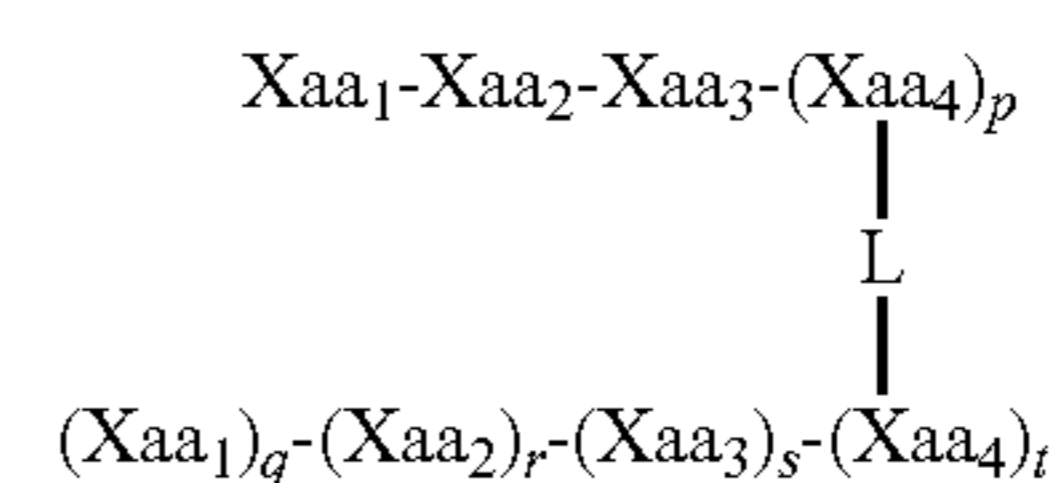 Xaa₁-Xaa₂-Xaa₃-(Xaa₄)ₚ
L
(Xaa₁)q-(Xaa₂)ᵣ-(Xaa₃)ₛ-(Xaa₄)ₜ